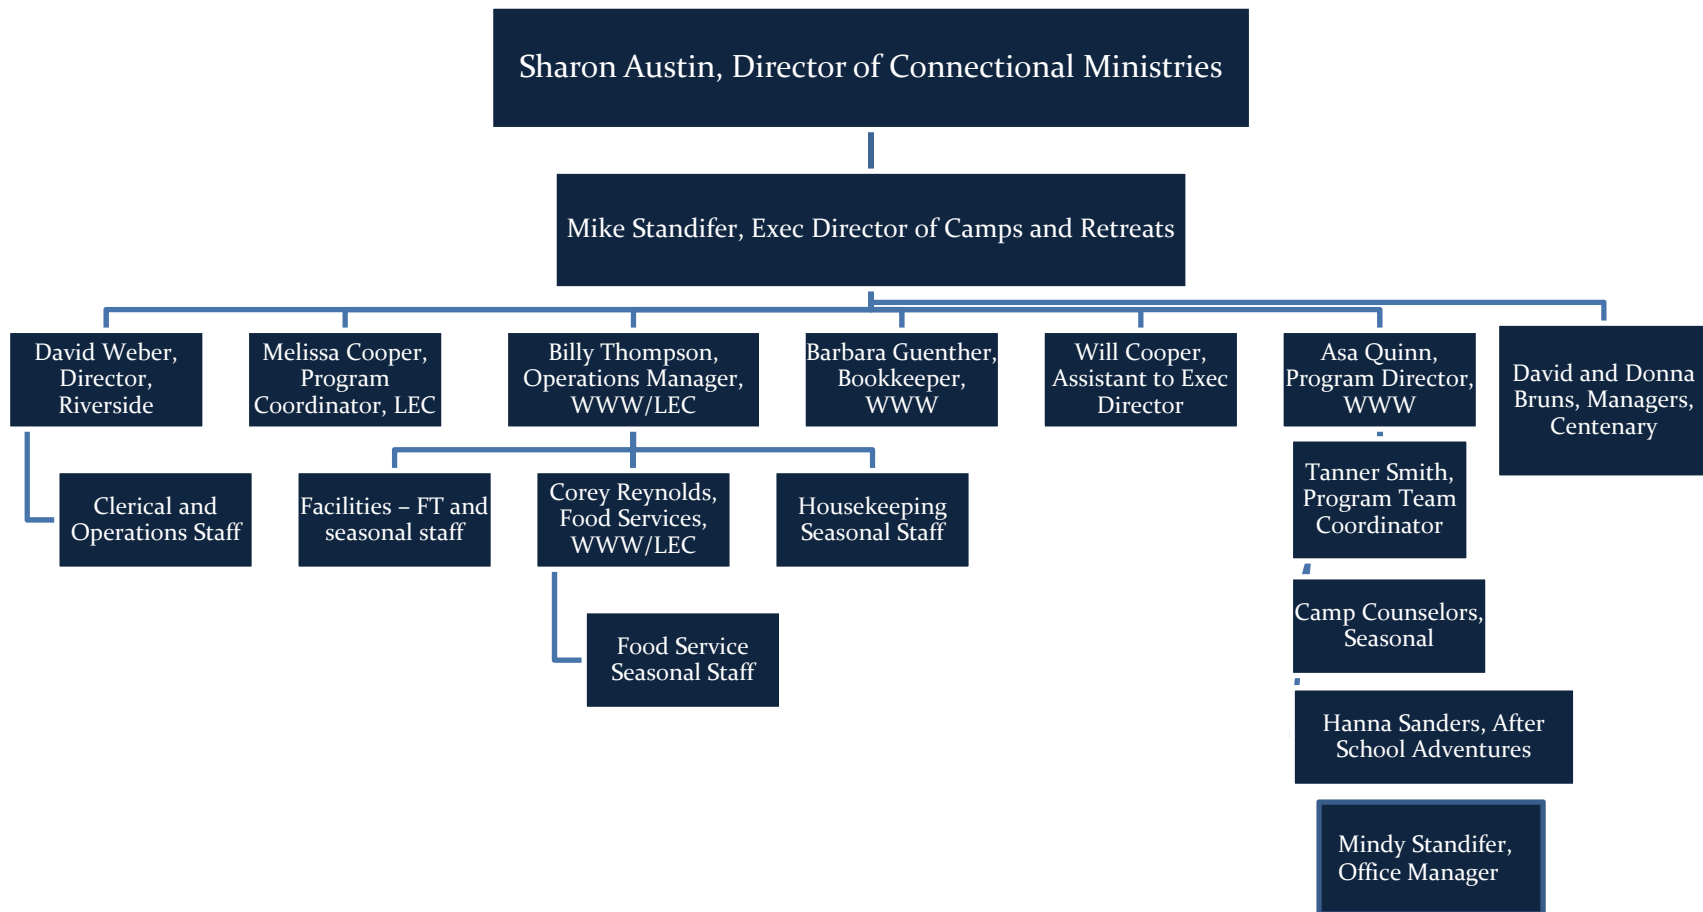 Sharon Austin, Director of Connectional Ministries
Mike Standifer, Exec Director of Camps and Retreats
David Weber,
Director,
Riverside
Melissa Cooper,
Program
Coordinator, LEC
Billy Thompson,
Operations Manager,
WWW/LEC
Barbara Guenther,
Bookkeeper,
WWW
Will Cooper,
Assistant to Exec
Director
Asa Quinn,
Program Director,
WWW
David and Donna
Bruns, Managers,
Centenary
Clerical and
Operations Staff
Facilities – FT and
seasonal staff
Corey Reynolds,
Food Services,
WWW/LEC
Housekeeping
Seasonal Staff
Tanner Smith,
Program Team
Coordinator
Food Service
Seasonal Staff
Camp Counselors,
Seasonal
Hanna Sanders, After
School Adventures
Mindy Standifer,
Office Manager